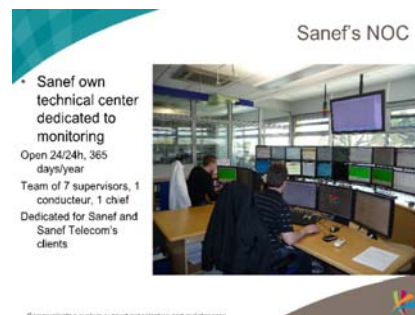 Sanef's NOC
• Sanef own
technical center
dedicated to
monitoring
Open 24/24h, 365
days/year
Team of 7 supervisors, 1
conducteur, 1 chief
Dedicated for Sanef and
Sanef Telecom's
clients